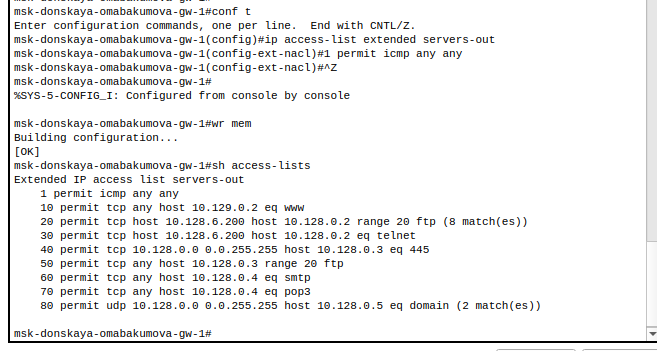 msk-donskaya-omabakumova-gw-1#conf t
Enter configuration commands, one per line.  End with CNTL/Z.
msk-donskaya-omabakumova-gw-1(config)#ip access-list extended servers-out
msk-donskaya-omabakumova-gw-1(config-ext-nacl)#1 permit icmp any any
msk-donskaya-omabakumova-gw-1(config-ext-nacl)#^Z
msk-donskaya-omabakumova-gw-1#
%SYS-5-CONFIG_I: Configured from console by console

msk-donskaya-omabakumova-gw-1#wr mem
Building configuration...
[OK]
msk-donskaya-omabakumova-gw-1#sh access-lists
Extended IP access list servers-out
    1 permit icmp any any
    10 permit tcp any host 10.129.0.2 eq www
    20 permit tcp host 10.128.6.200 host 10.128.0.2 range 20 ftp (8 match(es))
    30 permit tcp host 10.128.6.200 host 10.128.0.2 eq telnet
    40 permit tcp 10.128.0.0 0.0.255.255 host 10.128.0.3 eq 445
    50 permit tcp any host 10.128.0.3 range 20 ftp
    60 permit tcp any host 10.128.0.4 eq smtp
    70 permit tcp any host 10.128.0.4 eq pop3
    80 permit udp 10.128.0.0 0.0.255.255 host 10.128.0.5 eq domain (2 match(es))

msk-donskaya-omabakumova-gw-1#